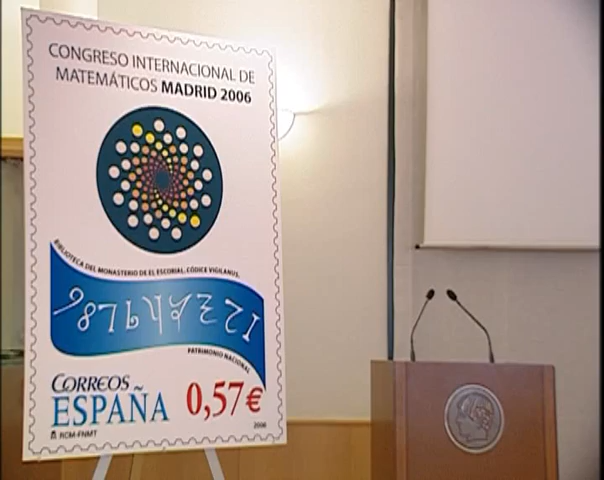 CONGRESO INTERNACIONAL DE
MATEMÁTICOS MADRID 2006
BIBLIOTECA DEL MONASTERIO DE EL ESCORIAL, CÓDICE VIGILANUS,
PATRIMONIO NACIONAL
CORREOS
ESPAÑA 0,57€
RCM-FNMT 2006